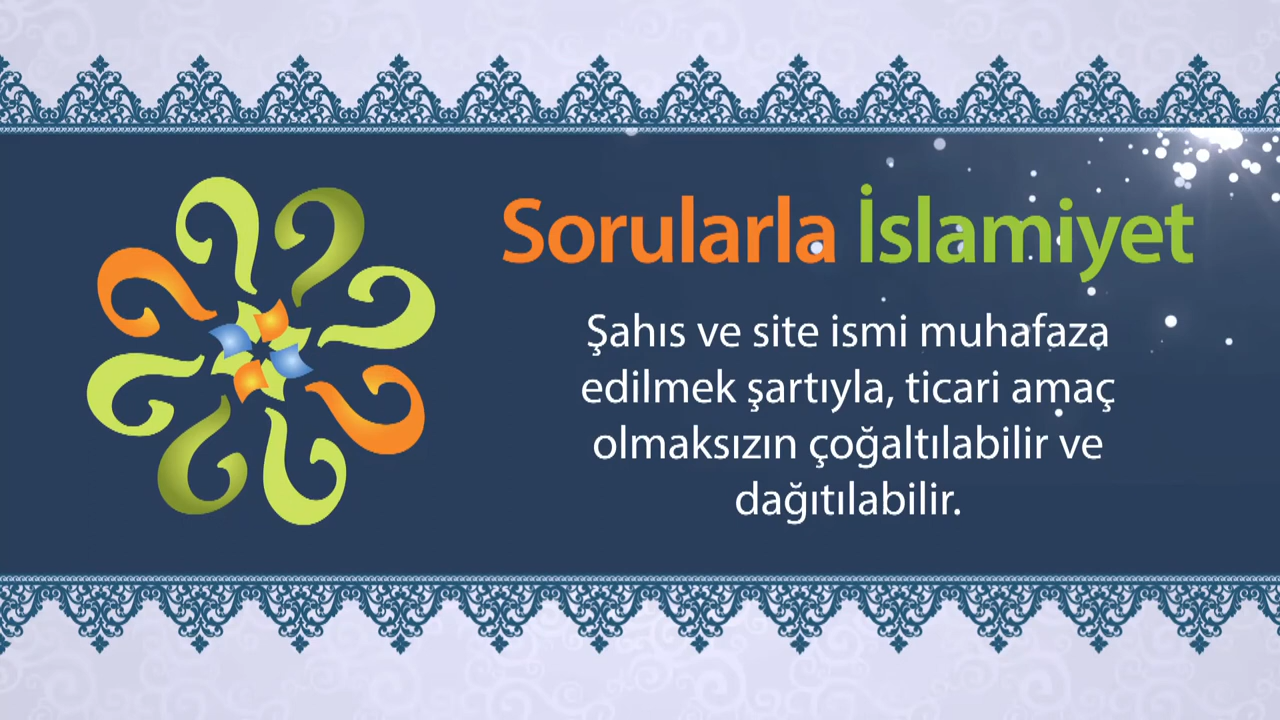 Sorularla İslamiyet
Şahıs ve site ismi muhafaza
edilmek şartıyla, ticari amaç
olmaksızın çoğaltılabilir ve
dağıtılabilir.